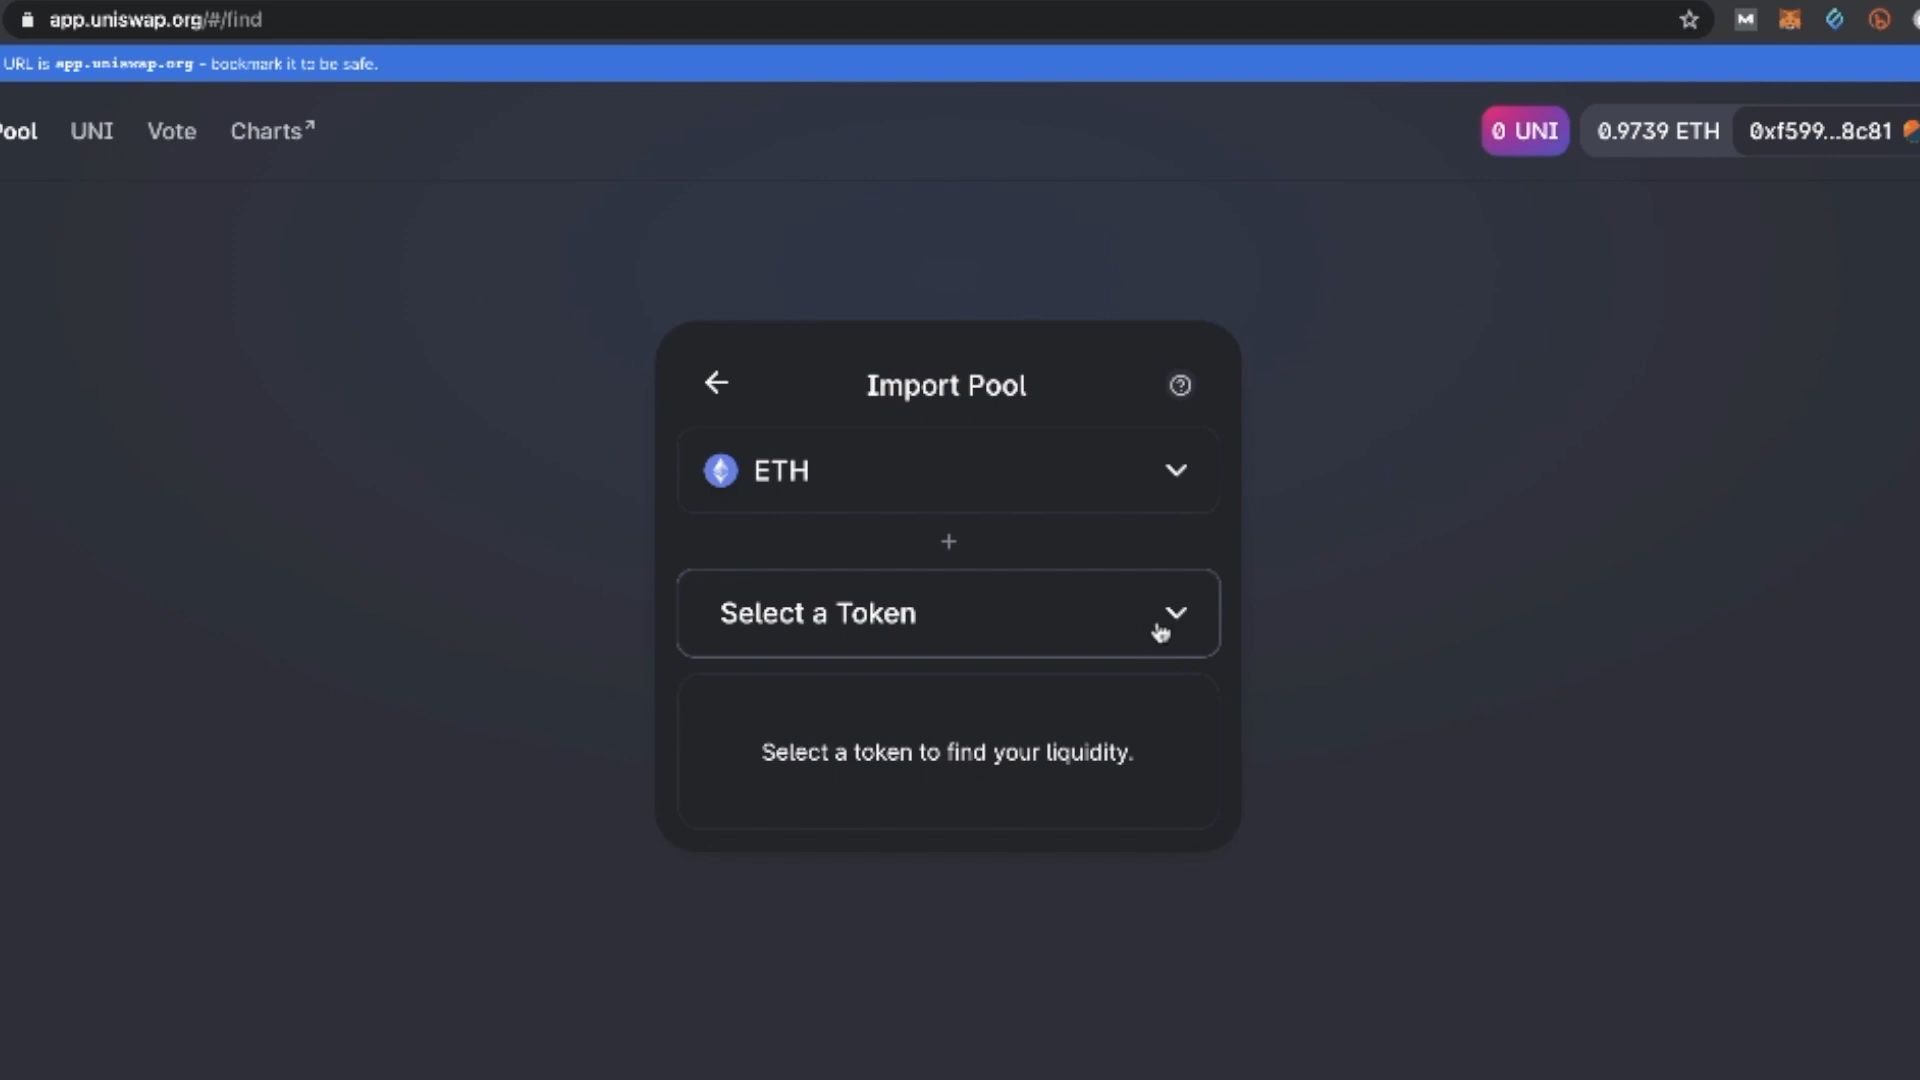 app.uniswap.org/#/find
URL is app.uniswap.org - bookmark it to be safe.
Pool UNI Vote Charts↗ 0 UNI 0.9739 ETH 0xf599...8c81
Import Pool
ETH
+
Select a Token
Select a token to find your liquidity.